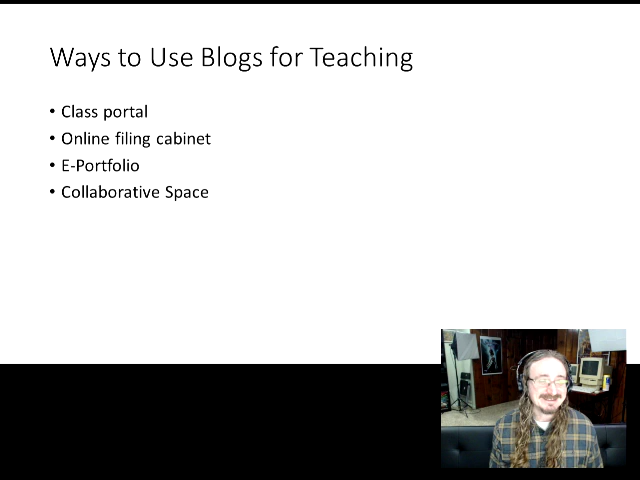 Ways to Use Blogs for Teaching
• Class portal
• Online filing cabinet
• E-Portfolio
• Collaborative Space